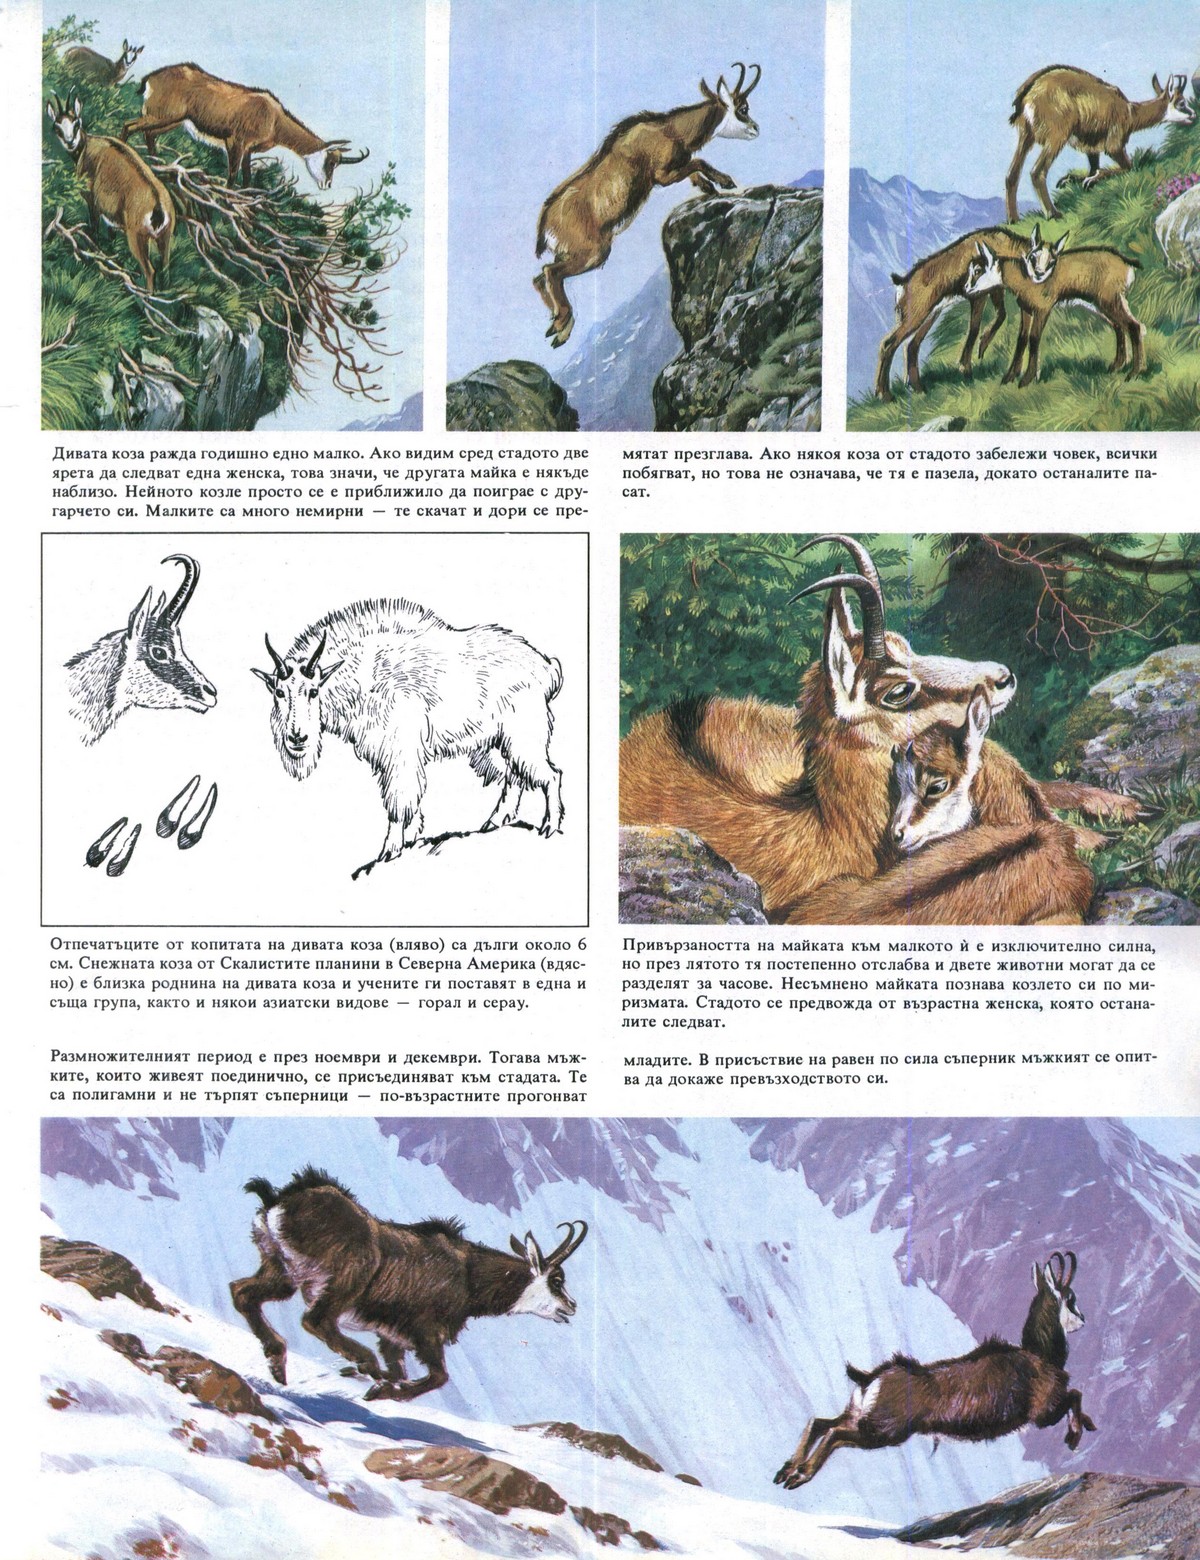 Дивата коза ражда годишно едно малко. Ако видим сред стадото две
ярета да следват една женска, това значи, че другата майка е някъде
наблизо. Нейното козле просто се е приближило да поиграе с дру-
гарчето си. Малките са много немирни — те скачат и дори се пре-
мятат презглава. Ако някоя коза от стадото забележи човек, всички
побягват, но това не означава, че тя е пазела, докато останалите па-
сат.
Отпечатъците от копитата на дивата коза (вляво) са дълги около 6
см. Снежната коза от Скалистите планини в Северна Америка (вдяс-
но) е близка роднина на дивата коза и учените ги поставят в една и
съща група, както и някои азиатски видове — горал и серау.
Привързаността на майката към малкото ѝ е изключително силна,
но през лятото тя постепенно отслабва и двете животни могат да се
разделят за часове. Несъмнено майката познава козлето си по ми-
ризмата. Стадото се предвожда от възрастна женска, която остана-
лите следват.
Размножителният период е през ноември и декември. Тогава мъж-
ките, които живеят поединично, се присъединяват към стадата. Те
са полигамни и не търпят съперници — по-възрастните прогонват
младите. В присъствие на равен по сила съперник мъжкият се опит-
ва да докаже превъзходството си.